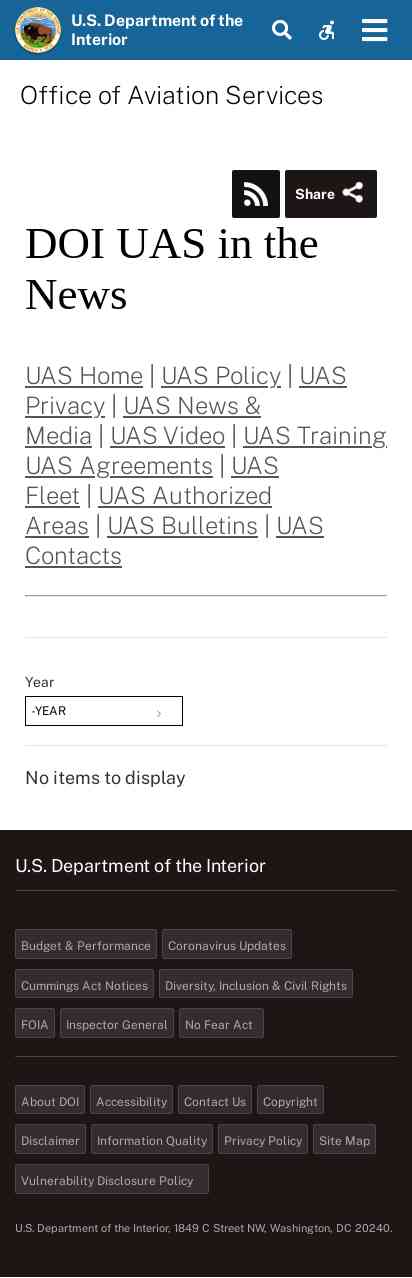 U.S. Department of the
Interior
Office of Aviation Services
Share
DOI UAS in the
News
UAS Home | UAS Policy | UAS
Privacy | UAS News &
Media | UAS Video | UAS Training
UAS Agreements | UAS
Fleet | UAS Authorized
Areas | UAS Bulletins | UAS
Contacts
Year
-YEAR
No items to display
U.S. Department of the Interior
Budget & Performance Coronavirus Updates
Cummings Act Notices Diversity, Inclusion & Civil Rights
FOIA Inspector General No Fear Act
About DOI Accessibility Contact Us Copyright
Disclaimer Information Quality Privacy Policy Site Map
Vulnerability Disclosure Policy
U.S. Department of the Interior, 1849 C Street NW, Washington, DC 20240.